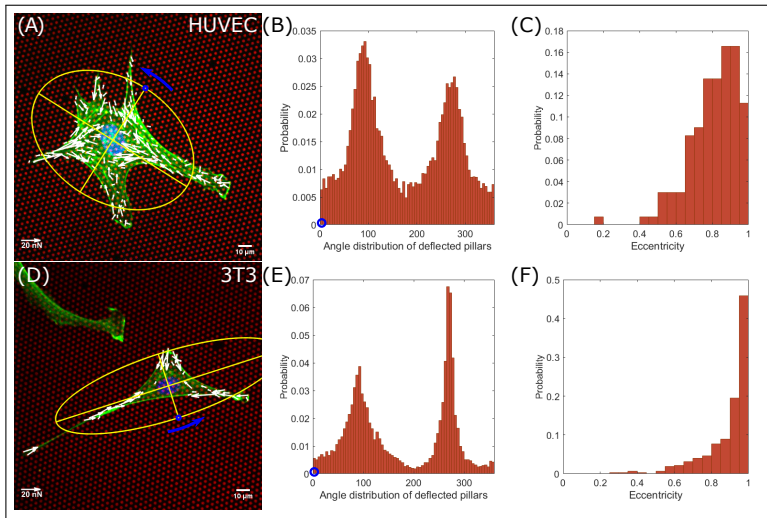 (A) HUVEC
20 nN
10 µm
(B)
0.035
0.03
0.025
0.02
0.015
0.01
0.005
0
Probability
0 100 200 300
Angle distribution of deflected pillars
(C)
0.18
0.16
0.14
0.12
0.10
0.08
0.06
0.04
0.02
0
Probability
0 0.2 0.4 0.6 0.8 1
Eccentricity
(D) 3T3
20 nN
10 µm
(E)
0.07
0.06
0.05
0.04
0.03
0.02
0.01
0
Probability
0 100 200 300
Angle distribution of deflected pillars
(F)
0.5
0.4
0.3
0.2
0.1
0
Probability
0 0.2 0.4 0.6 0.8 1
Eccentricity